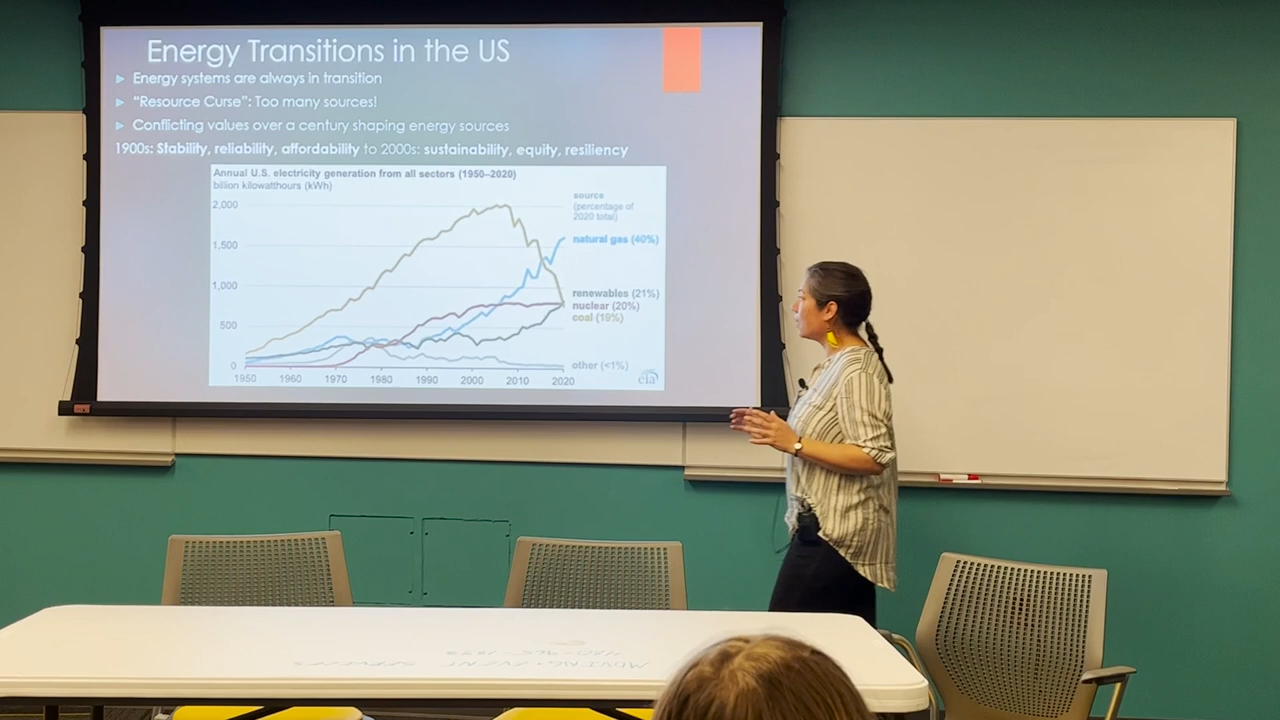 Energy Transitions in the US
Energy systems are always in transition
“Resource Curse”: Too many sources!
Conflicting values over a century shaping energy sources
1900s: Stability, reliability, affordability to 2000s: sustainability, equity, resiliency
Annual U.S. electricity generation from all sectors (1950–2020)
billion kilowatthours (kWh)
source
(percentage of
2020 total)
2,000
1,500
1,000
500
0
natural gas (40%)
renewables (21%)
nuclear (20%)
coal (19%)
other (<1%)
1950 1960 1970 1980 1990 2000 2010 2020
eia
MOVING + EVENT SERVICES